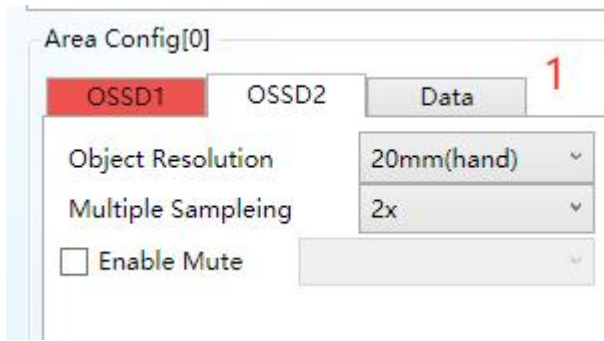 Area Config[0]
OSSD1 OSSD2 Data 1
Object Resolution 20mm(hand)
Multiple Sampleing 2x
Enable Mute